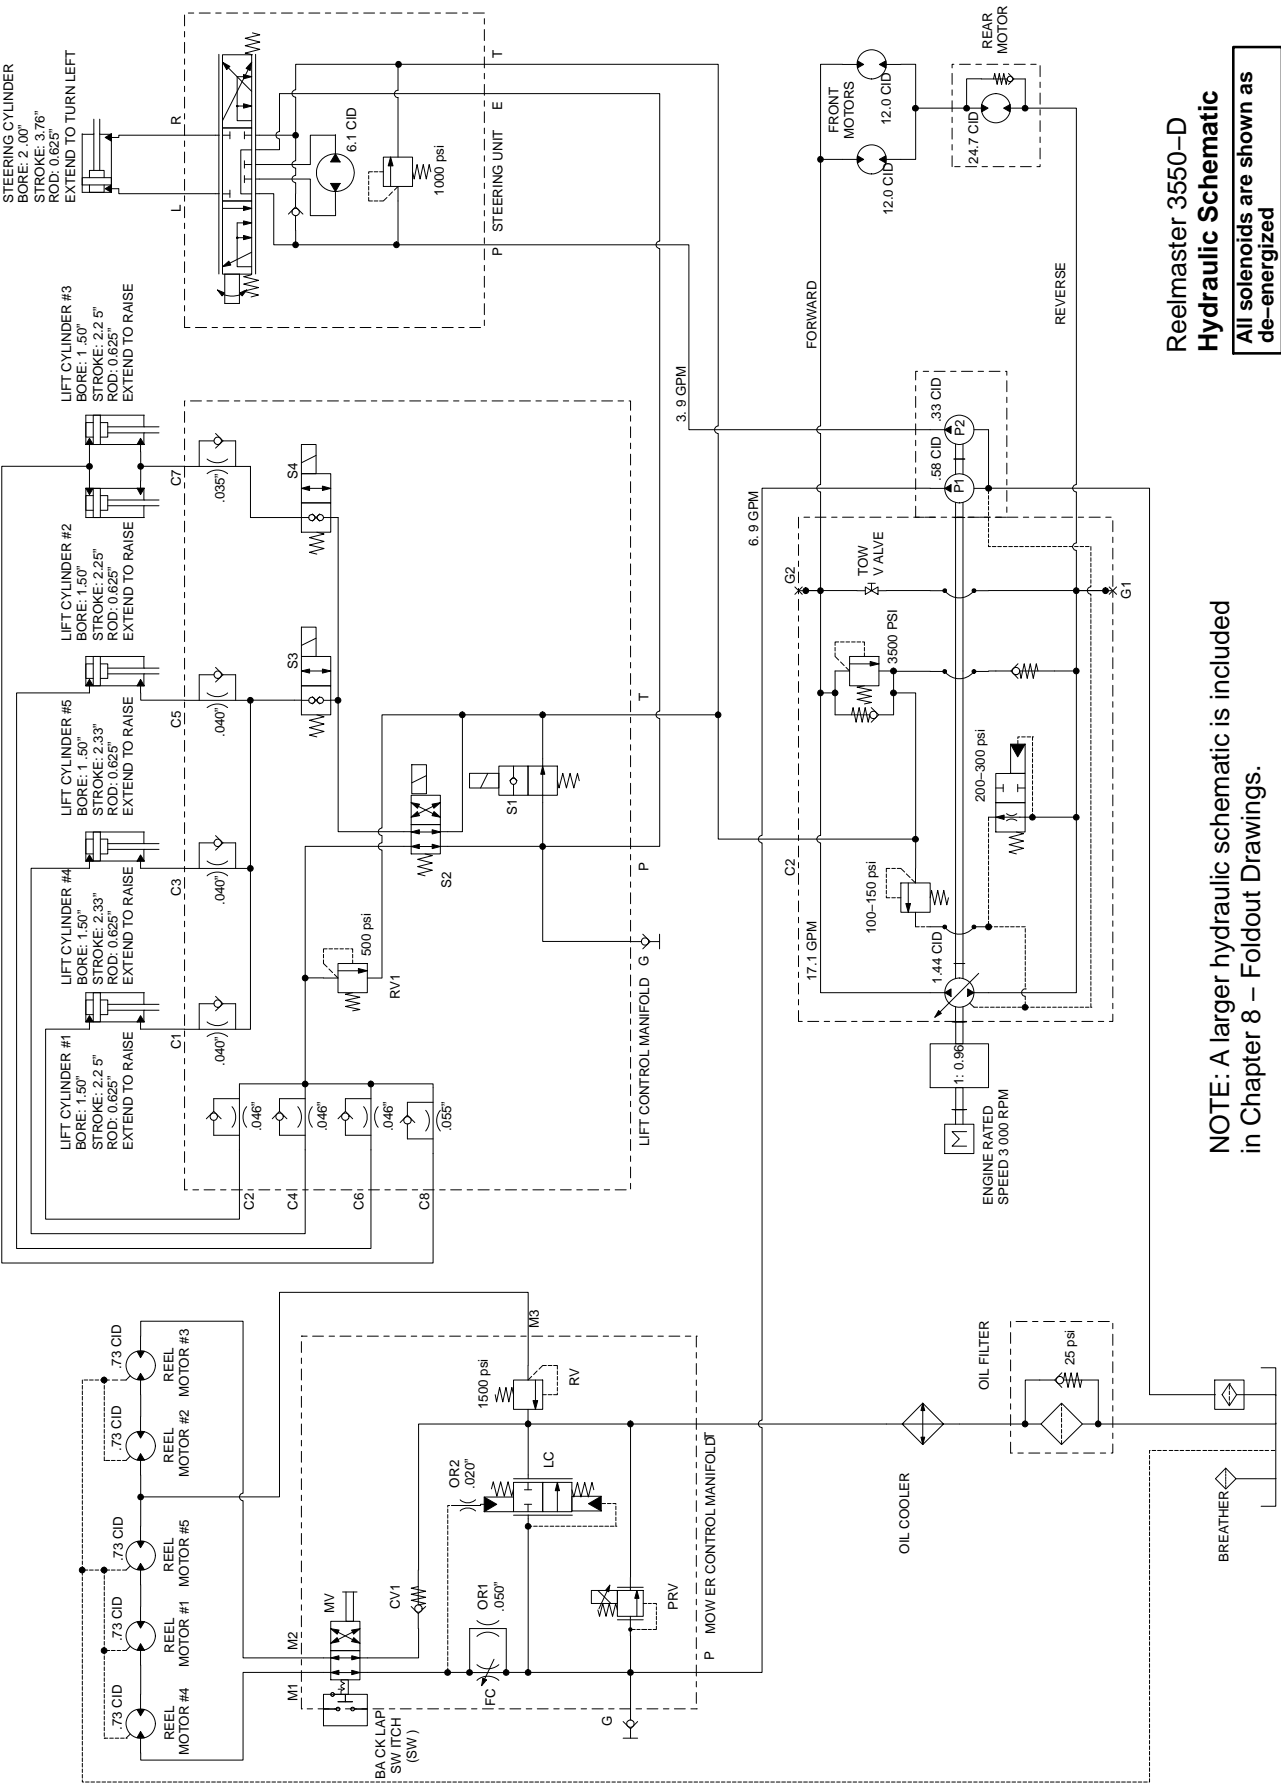 STEERING CYLINDER
BORE: 2 .00"
STROKE: 3.76"
ROD: 0.625"
EXTEND TO TURN LEFT
L
R
6.1 CID
1000 psi
P
STEERING UNIT
E
T
LIFT CYLINDER #3
BORE: 1 .50"
STROKE: 2.2 5"
ROD: 0.625"
EXTEND TO RAISE
LIFT CYLINDER #2
BORE: 1.50"
STROKE: 2.25"
ROD: 0.625"
EXTEND TO RAISE
LIFT CYLINDER #5
BORE: 1 .50"
STROKE: 2.33"
ROD: 0.625"
EXTEND TO RAISE
LIFT CYLINDER #4
BORE: 1.50"
STROKE: 2.33"
ROD: 0.625"
EXTEND TO RAISE
LIFT CYLINDER #1
BORE: 1.50"
STROKE: 2.2 5"
ROD: 0.625"
EXTEND TO RAISE
C1
C3
C5
C7
.040"
.040"
.040"
.035"
S3
S4
.046"
.046"
.046"
.055"
C2
C4
C6
C8
RV1
500 psi
S2
S1
LIFT CONTROL MANIFOLD
G
P
T
.73 CID
.73 CID
.73 CID
.73 CID
.73 CID
REEL
MOTOR #4
REEL
MOTOR #1
REEL
MOTOR #5
REEL
MOTOR #2
REEL
MOTOR #3
M1
M2
MV
BA CK LAP
SW ITCH
(SW )
CV1
OR2
.020"
LC
1500 psi
RV
M3
FC
OR1
.050"
PRV
G
P
MOW ER CONTROL MANIFOLD
T
6. 9 GPM
3. 9 GPM
FORWARD
REVERSE
FRONT
MOTORS
12.0 CID
12.0 CID
REAR
MOTOR
24.7 CID
.58 CID
.33 CID
P1
P2
G2
TOW
V ALVE
G1
3500 PSI
200–300 psi
C2
100–150 psi
17.1 GPM
1.44 CID
1: 0.96
M
ENGINE RATED
SPEED 3 000 RPM
OIL COOLER
OIL FILTER
25 psi
BREATHER
Reelmaster 3550–D
Hydraulic Schematic
All solenoids are shown as
de–energized
NOTE: A larger hydraulic schematic is included
in Chapter 8 – Foldout Drawings.